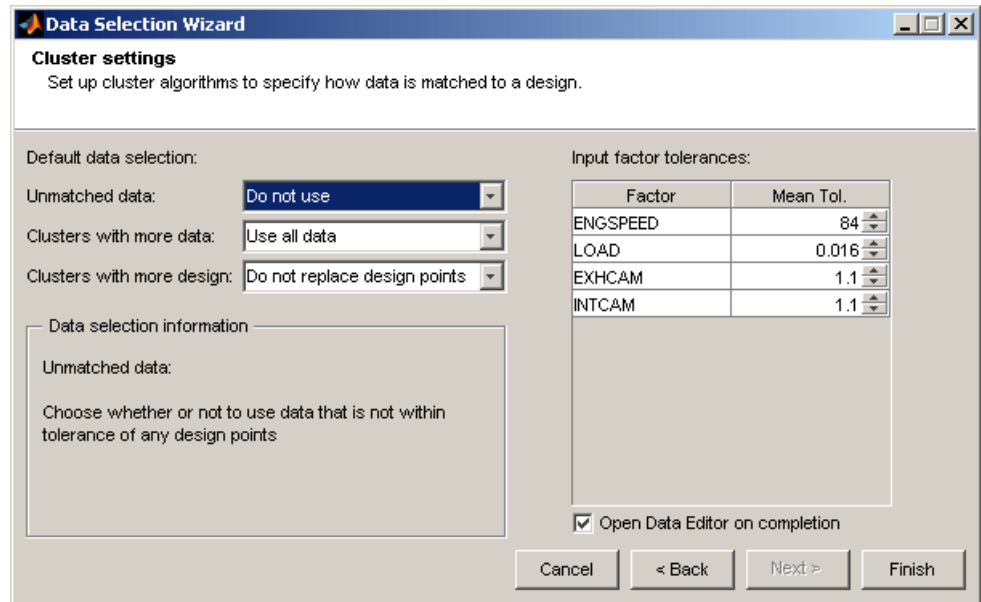 Data Selection Wizard
Cluster settings
Set up cluster algorithms to specify how data is matched to a design.
Default data selection:
Unmatched data: Do not use
Clusters with more data: Use all data
Clusters with more design: Do not replace design points
Data selection information
Unmatched data:
Choose whether or not to use data that is not within
tolerance of any design points
Input factor tolerances:
Factor Mean Tol.
ENGSPEED 84
LOAD 0.016
EXHCAM 1.1
INTCAM 1.1
Open Data Editor on completion
Cancel < Back Next > Finish